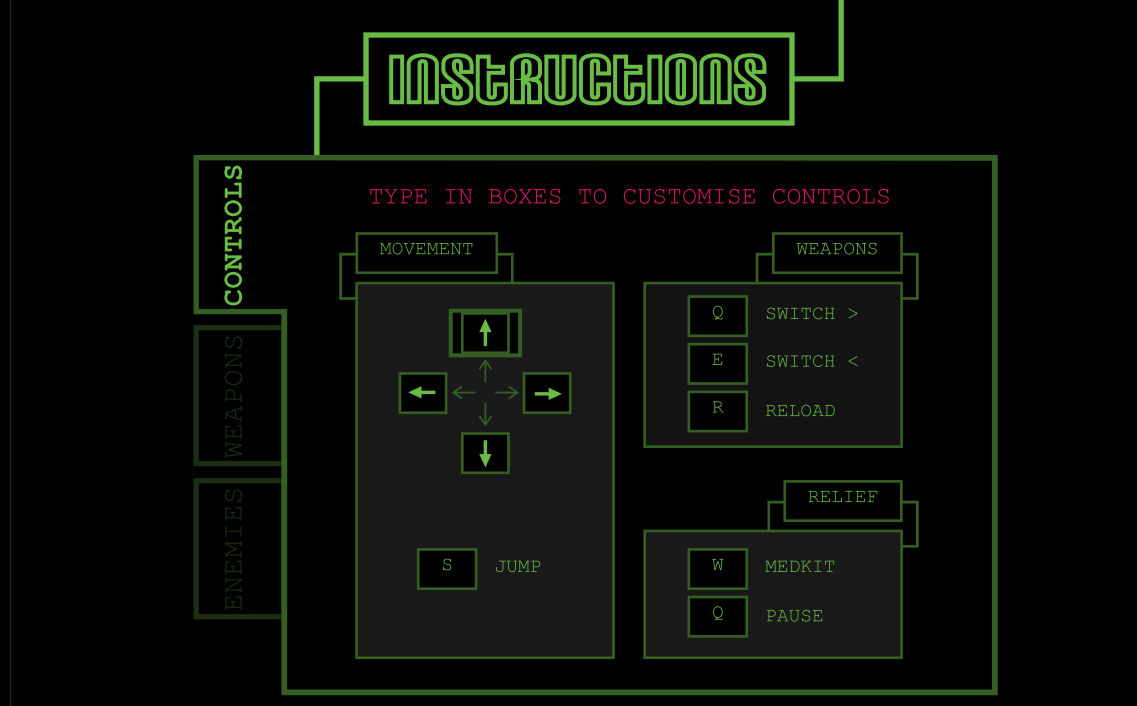 INSTRUCTIONS
CONTROLS
WEAPONS
ENEMIES
TYPE IN BOXES TO CUSTOMISE CONTROLS
MOVEMENT
↑
← →
↓
S JUMP
WEAPONS
Q SWITCH >
E SWITCH <
R RELOAD
RELIEF
W MEDKIT
Q PAUSE